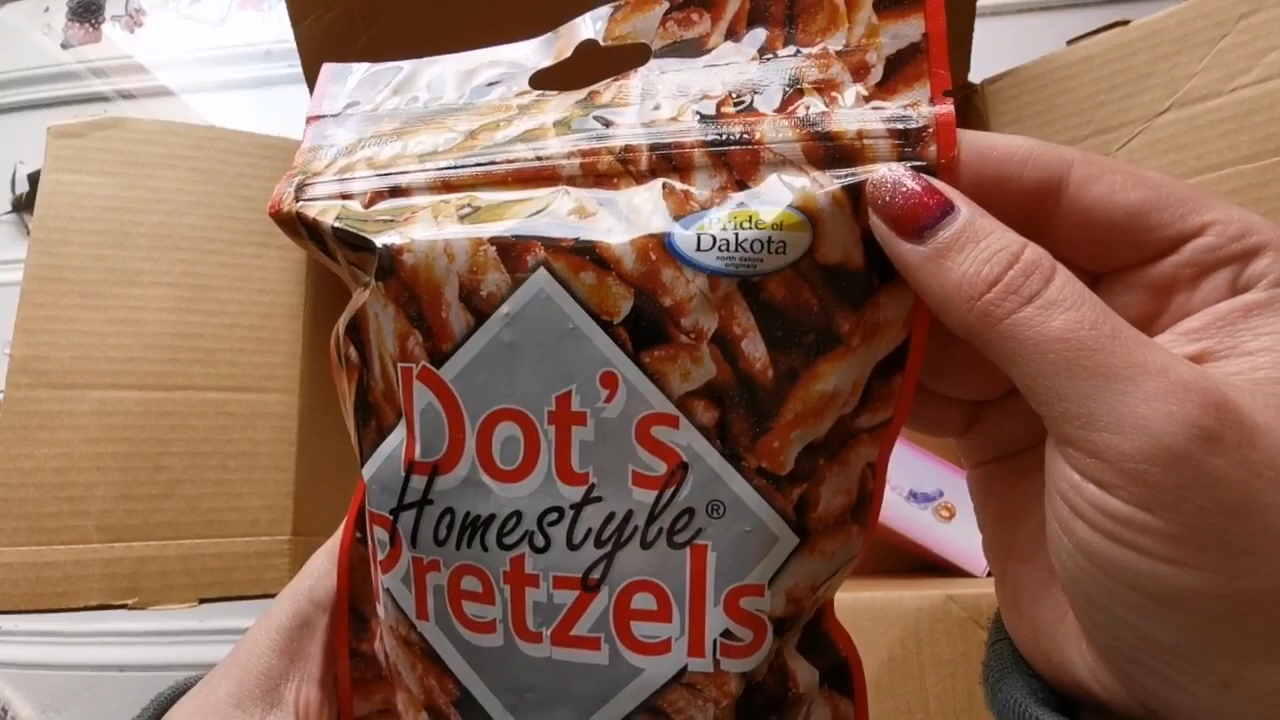 Pride of
Dakota
north dakota
originals
Dot's
Homestyle®
Pretzels